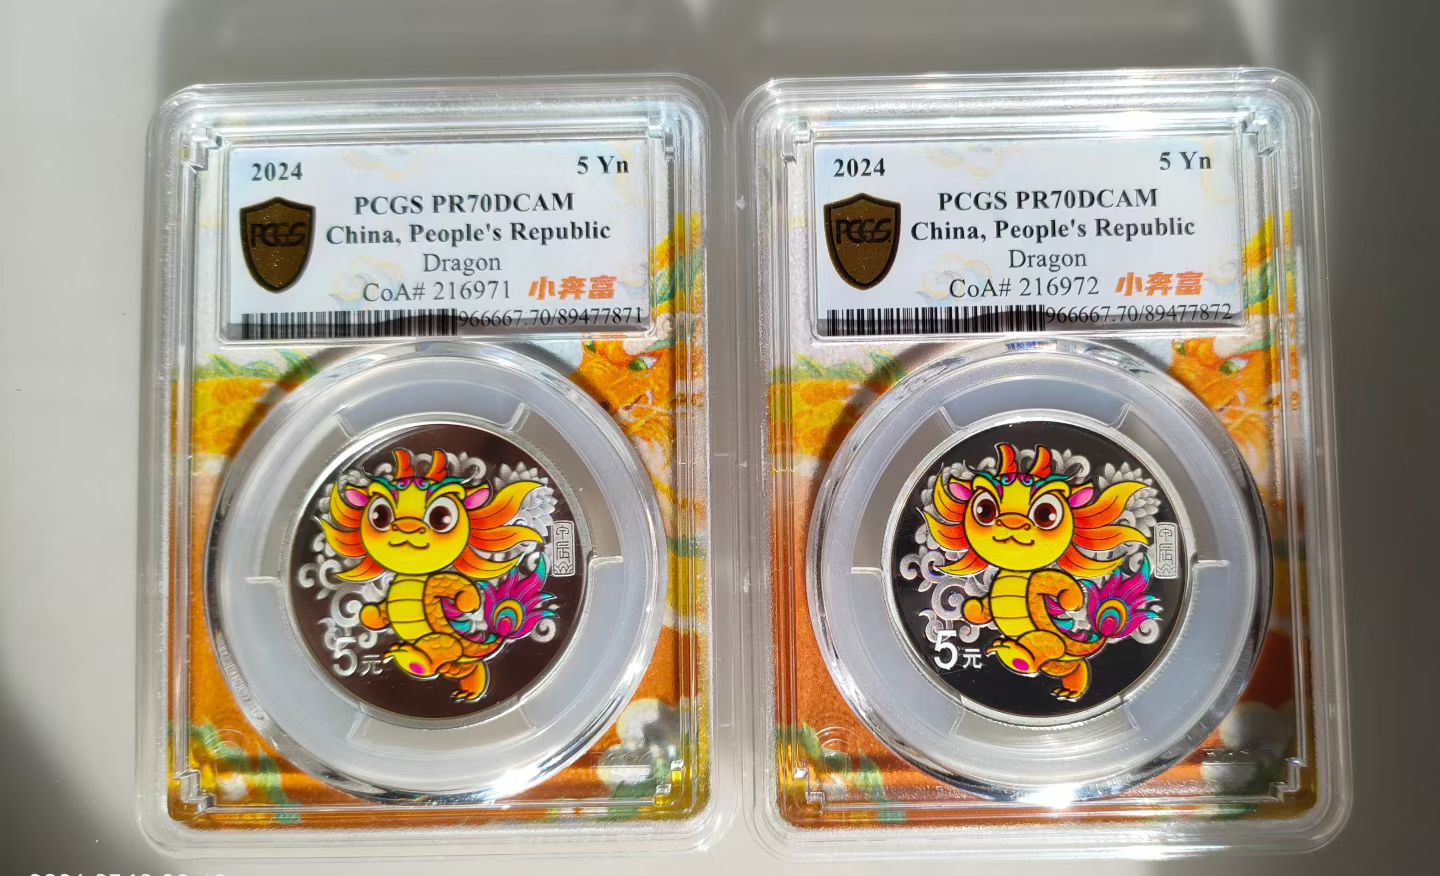 2024 5 Yn
PCGS PR70DCAM
PCGS
China, People's Republic
Dragon
CoA# 216971 小奔富
966667.70/89477871
5元
2024 5 Yn
PCGS PR70DCAM
PCGS
China, People's Republic
Dragon
CoA# 216972 小奔富
966667.70/89477872
5元